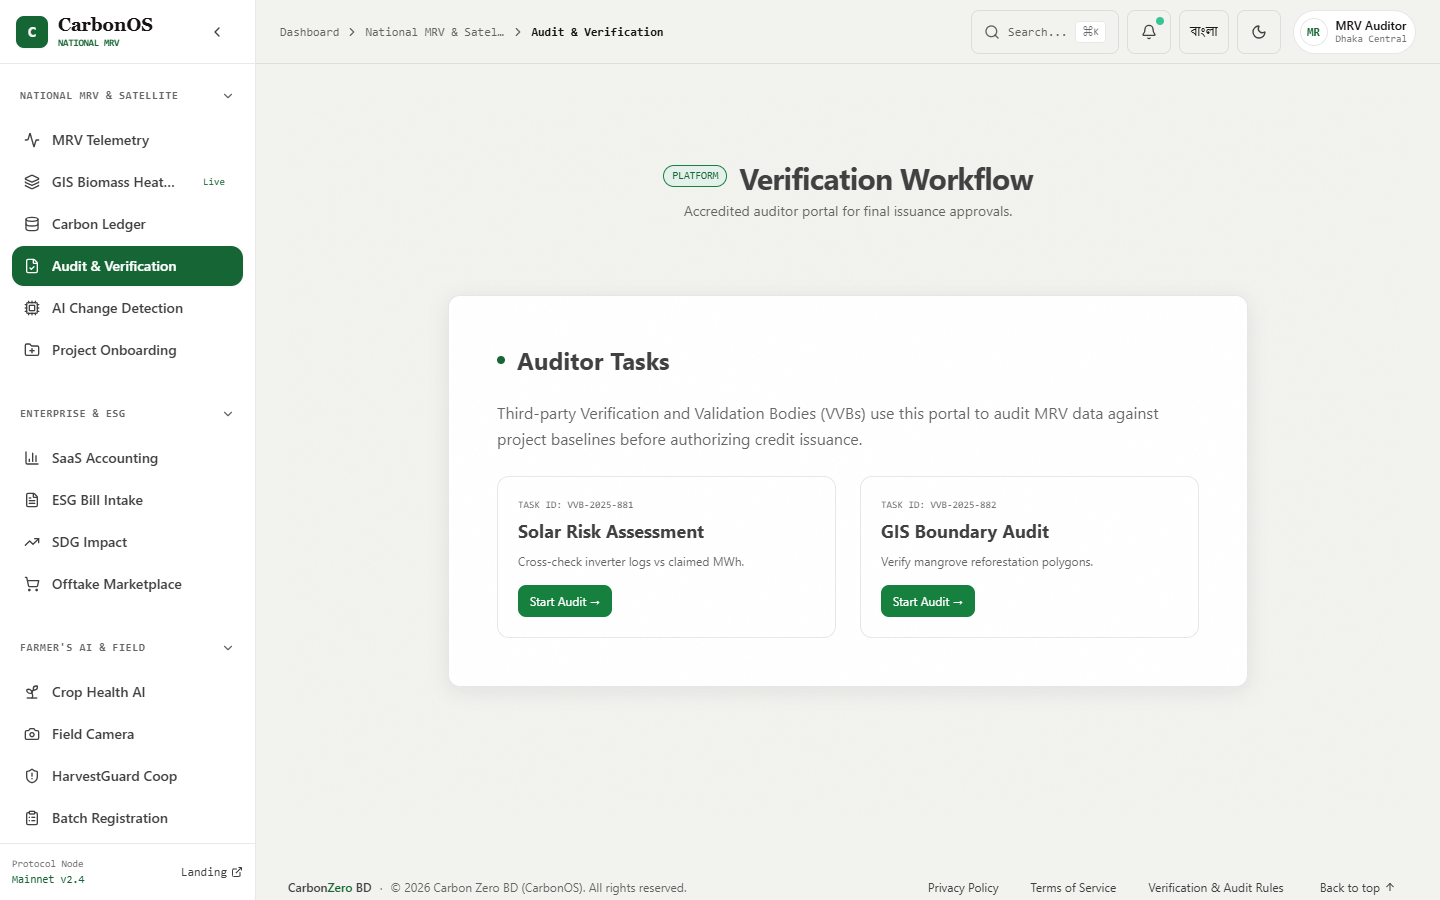 C
CarbonOS
NATIONAL MRV
NATIONAL MRV & SATELLITE
MRV Telemetry
GIS Biomass Heat...
Live
Carbon Ledger
Audit & Verification
AI Change Detection
Project Onboarding
ENTERPRISE & ESG
SaaS Accounting
ESG Bill Intake
SDG Impact
Offtake Marketplace
FARMER'S AI & FIELD
Crop Health AI
Field Camera
HarvestGuard Coop
Batch Registration
Protocol Node
Mainnet v2.4
Landing
Dashboard > National MRV & Satel… > Audit & Verification
Search... ⌘K
বাংলা
MR
MRV Auditor
Dhaka Central
PLATFORM
Verification Workflow
Accredited auditor portal for final issuance approvals.
Auditor Tasks
Third-party Verification and Validation Bodies (VVBs) use this portal to audit MRV data against
project baselines before authorizing credit issuance.
TASK ID: VVB-2025-881
Solar Risk Assessment
Cross-check inverter logs vs claimed MWh.
Start Audit →
TASK ID: VVB-2025-882
GIS Boundary Audit
Verify mangrove reforestation polygons.
Start Audit →
CarbonZero BD · © 2026 Carbon Zero BD (CarbonOS). All rights reserved.
Privacy Policy
Terms of Service
Verification & Audit Rules
Back to top ↑